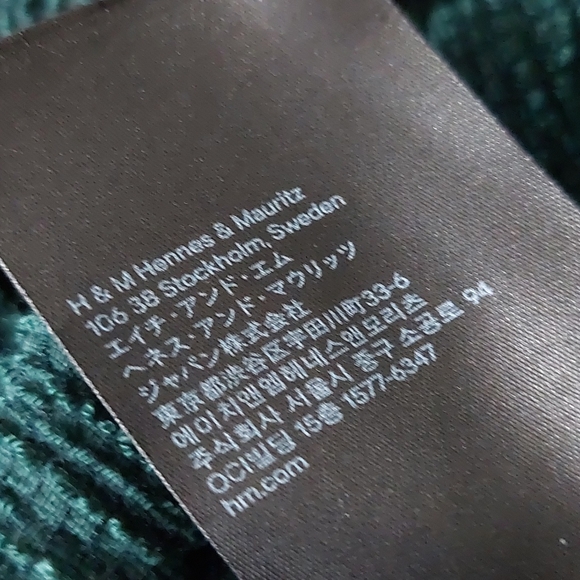 H & M Hennes & Mauritz
106 38 Stockholm, Sweden
エイチ・アンド・エム
ヘネス・アンド・マウリッツ
ジャパン株式会社
東京都渋谷区宇田川町33-6
에이치앤엠헤네스앤모리츠
주식회사 서울시 중구 소공로 94
OCI빌딩 15층 1577-6347
hm.com